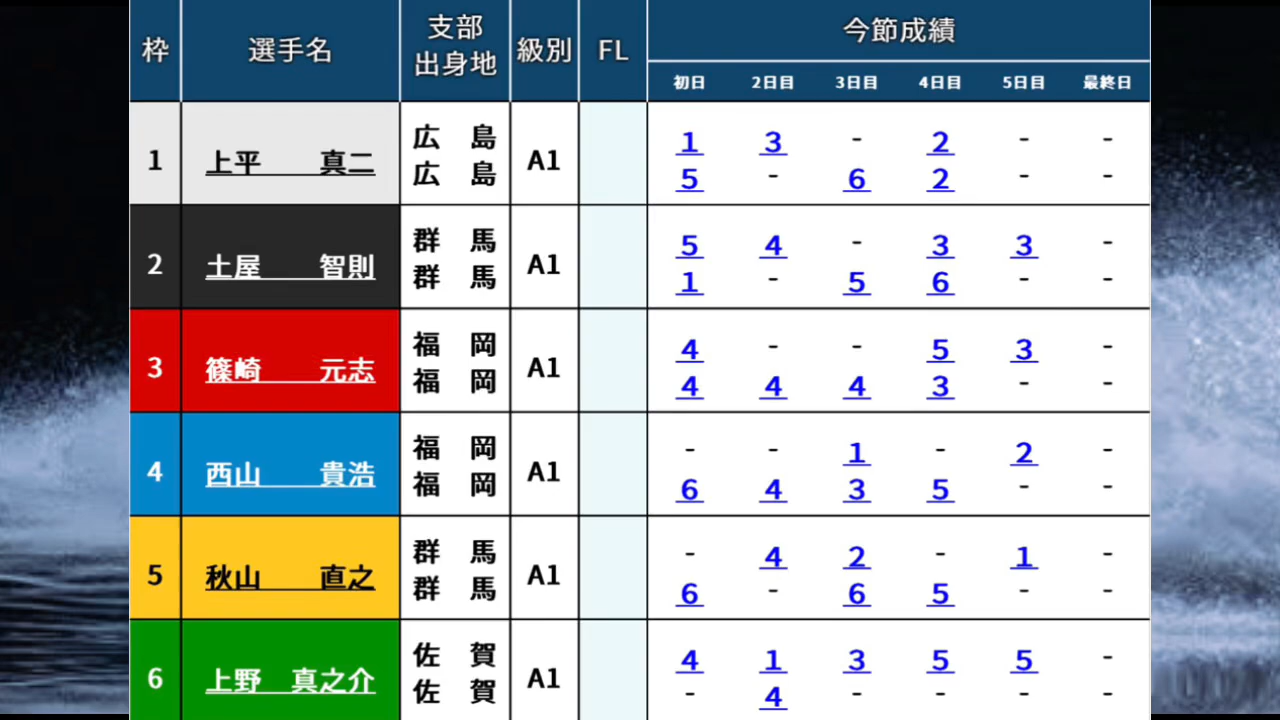 枠 選手名 支部 出身地 級別 FL 今節成績
初日 2日目 3日目 4日目 5日目 最終日
1 上平 真二 広島 広島 A1
1 3 - 2 - -
5 - 6 2 - -
2 土屋 智則 群馬 群馬 A1
5 4 - 3 3 -
1 - 5 6 - -
3 篠崎 元志 福岡 福岡 A1
4 - - 5 3 -
4 4 4 3 - -
4 西山 貴浩 福岡 福岡 A1
- - 1 - 2 -
6 4 3 5 - -
5 秋山 直之 群馬 群馬 A1
- 4 2 - 1 -
6 - 6 5 - -
6 上野 真之介 佐賀 佐賀 A1
4 1 3 5 5 -
- 4 - - - -